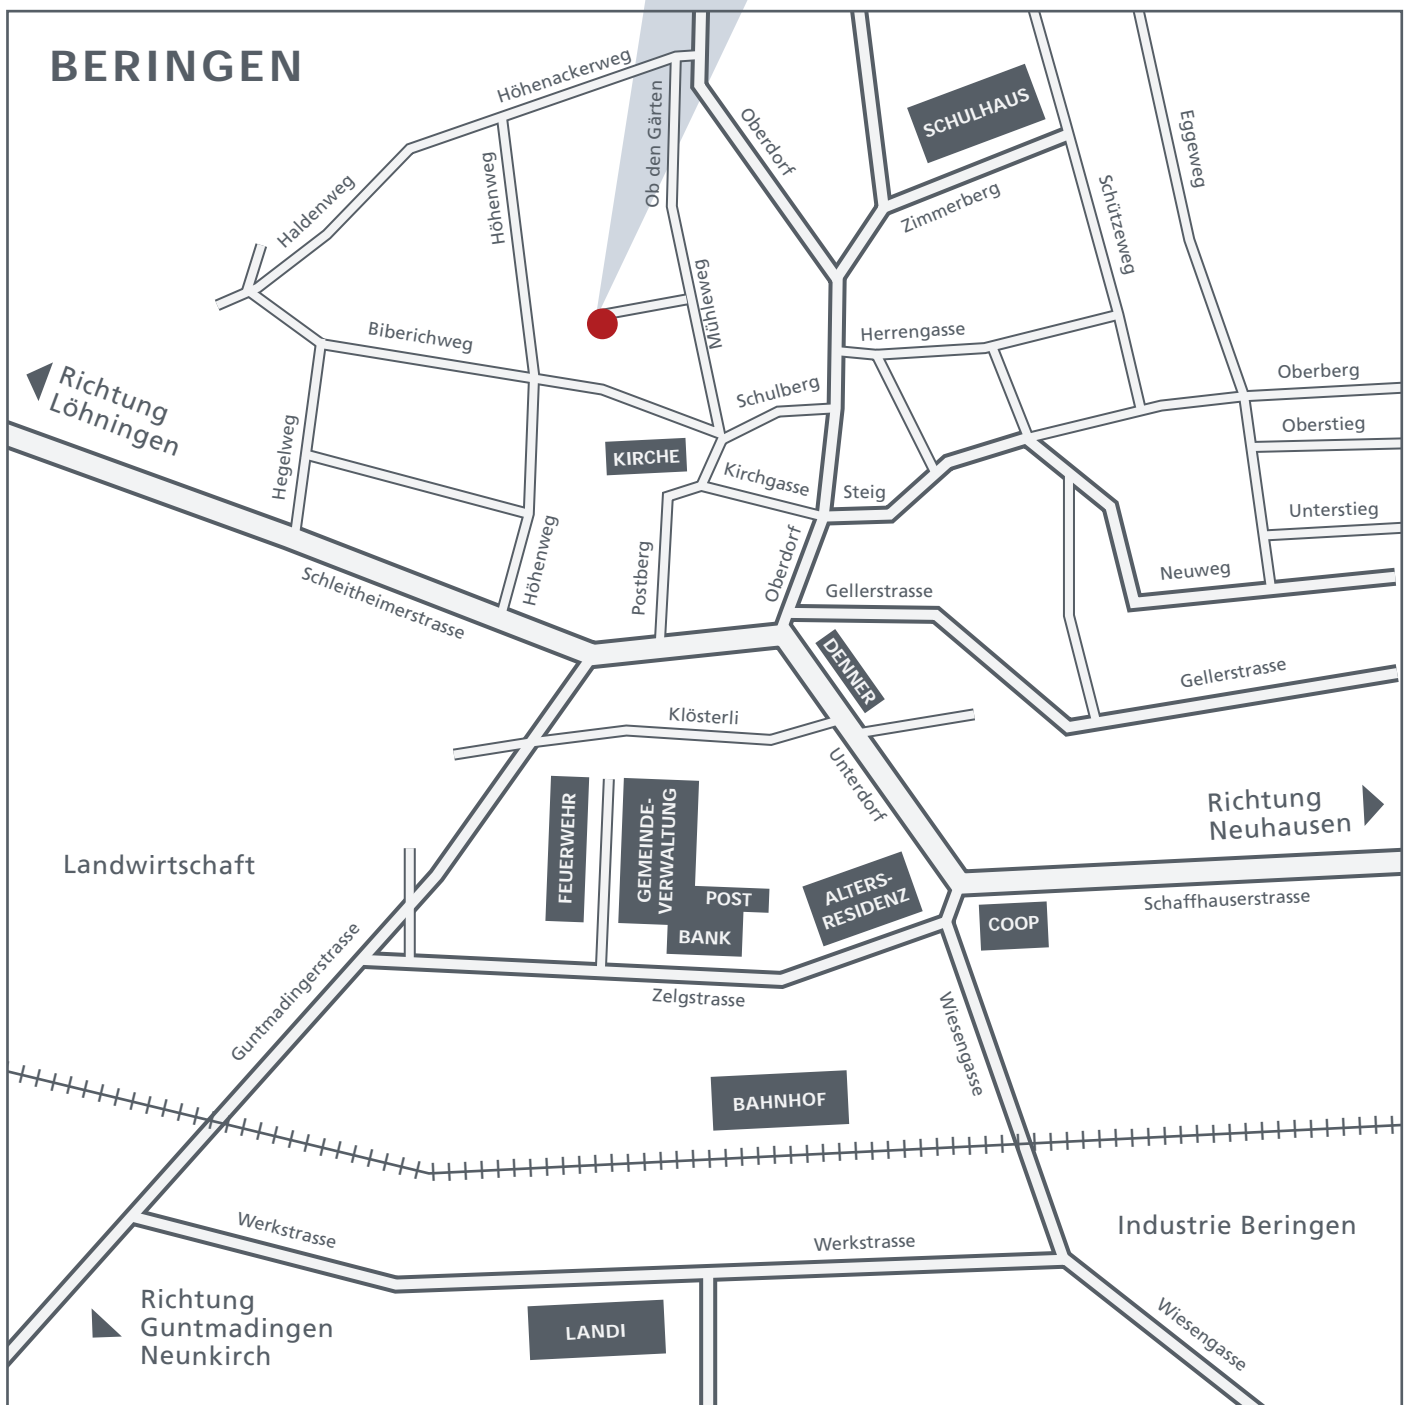 BERINGEN
Höhenackerweg
Ob den Gärten
Oberdorf
SCHULHAUS
Eggeweg
Haldenweg
Höhenweg
Zimmerberg
Schützeweg
Mühleweg
Biberichweg
Herrengasse
Richtung
Löhningen
Schulberg
Oberberg
Oberstieg
Hegelweg
KIRCHE
Kirchgasse
Steig
Unterstieg
Höhenweg
Postberg
Oberdorf
Neuweg
Schleitheimerstrasse
Gellerstrasse
DENNER
Gellerstrasse
Klösterli
Unterdorf
Richtung
Neuhausen
FEUERWEHR
GEMEINDE-
VERWALTUNG
POST
BANK
ALTERS-
RESIDENZ
Landwirtschaft
COOP
Schaffhauserstrasse
Guntmadingerstrasse
Zelgstrasse
Wiesengasse
BAHNHOF
Werkstrasse
Werkstrasse
Industrie Beringen
Richtung
Guntmadingen
Neunkirch
LANDI
Wiesengasse